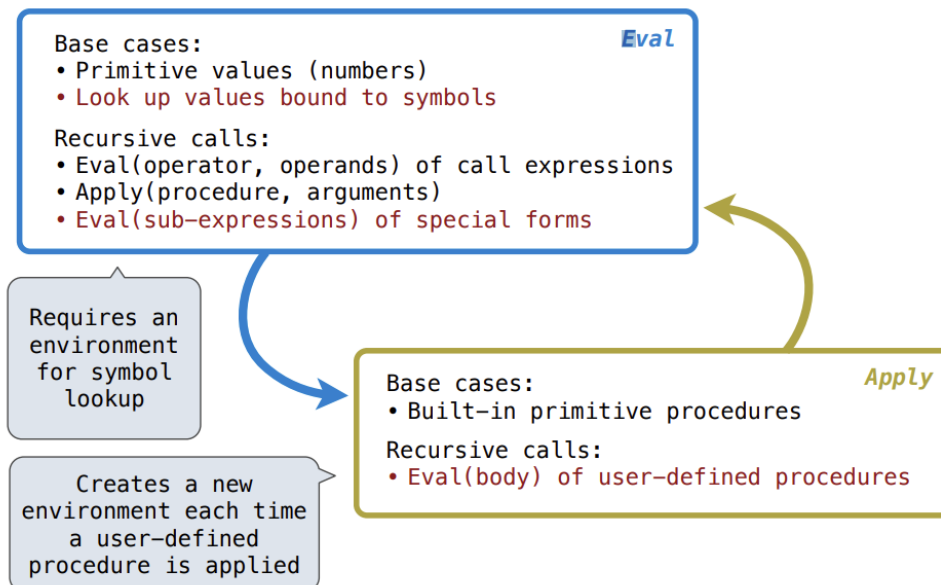 Eval
Base cases:
• Primitive values (numbers)
• Look up values bound to symbols
Recursive calls:
• Eval(operator, operands) of call expressions
• Apply(procedure, arguments)
• Eval(sub-expressions) of special forms
Requires an
environment
for symbol
lookup
Apply
Base cases:
• Built-in primitive procedures
Recursive calls:
• Eval(body) of user-defined procedures
Creates a new
environment each time
a user-defined
procedure is applied